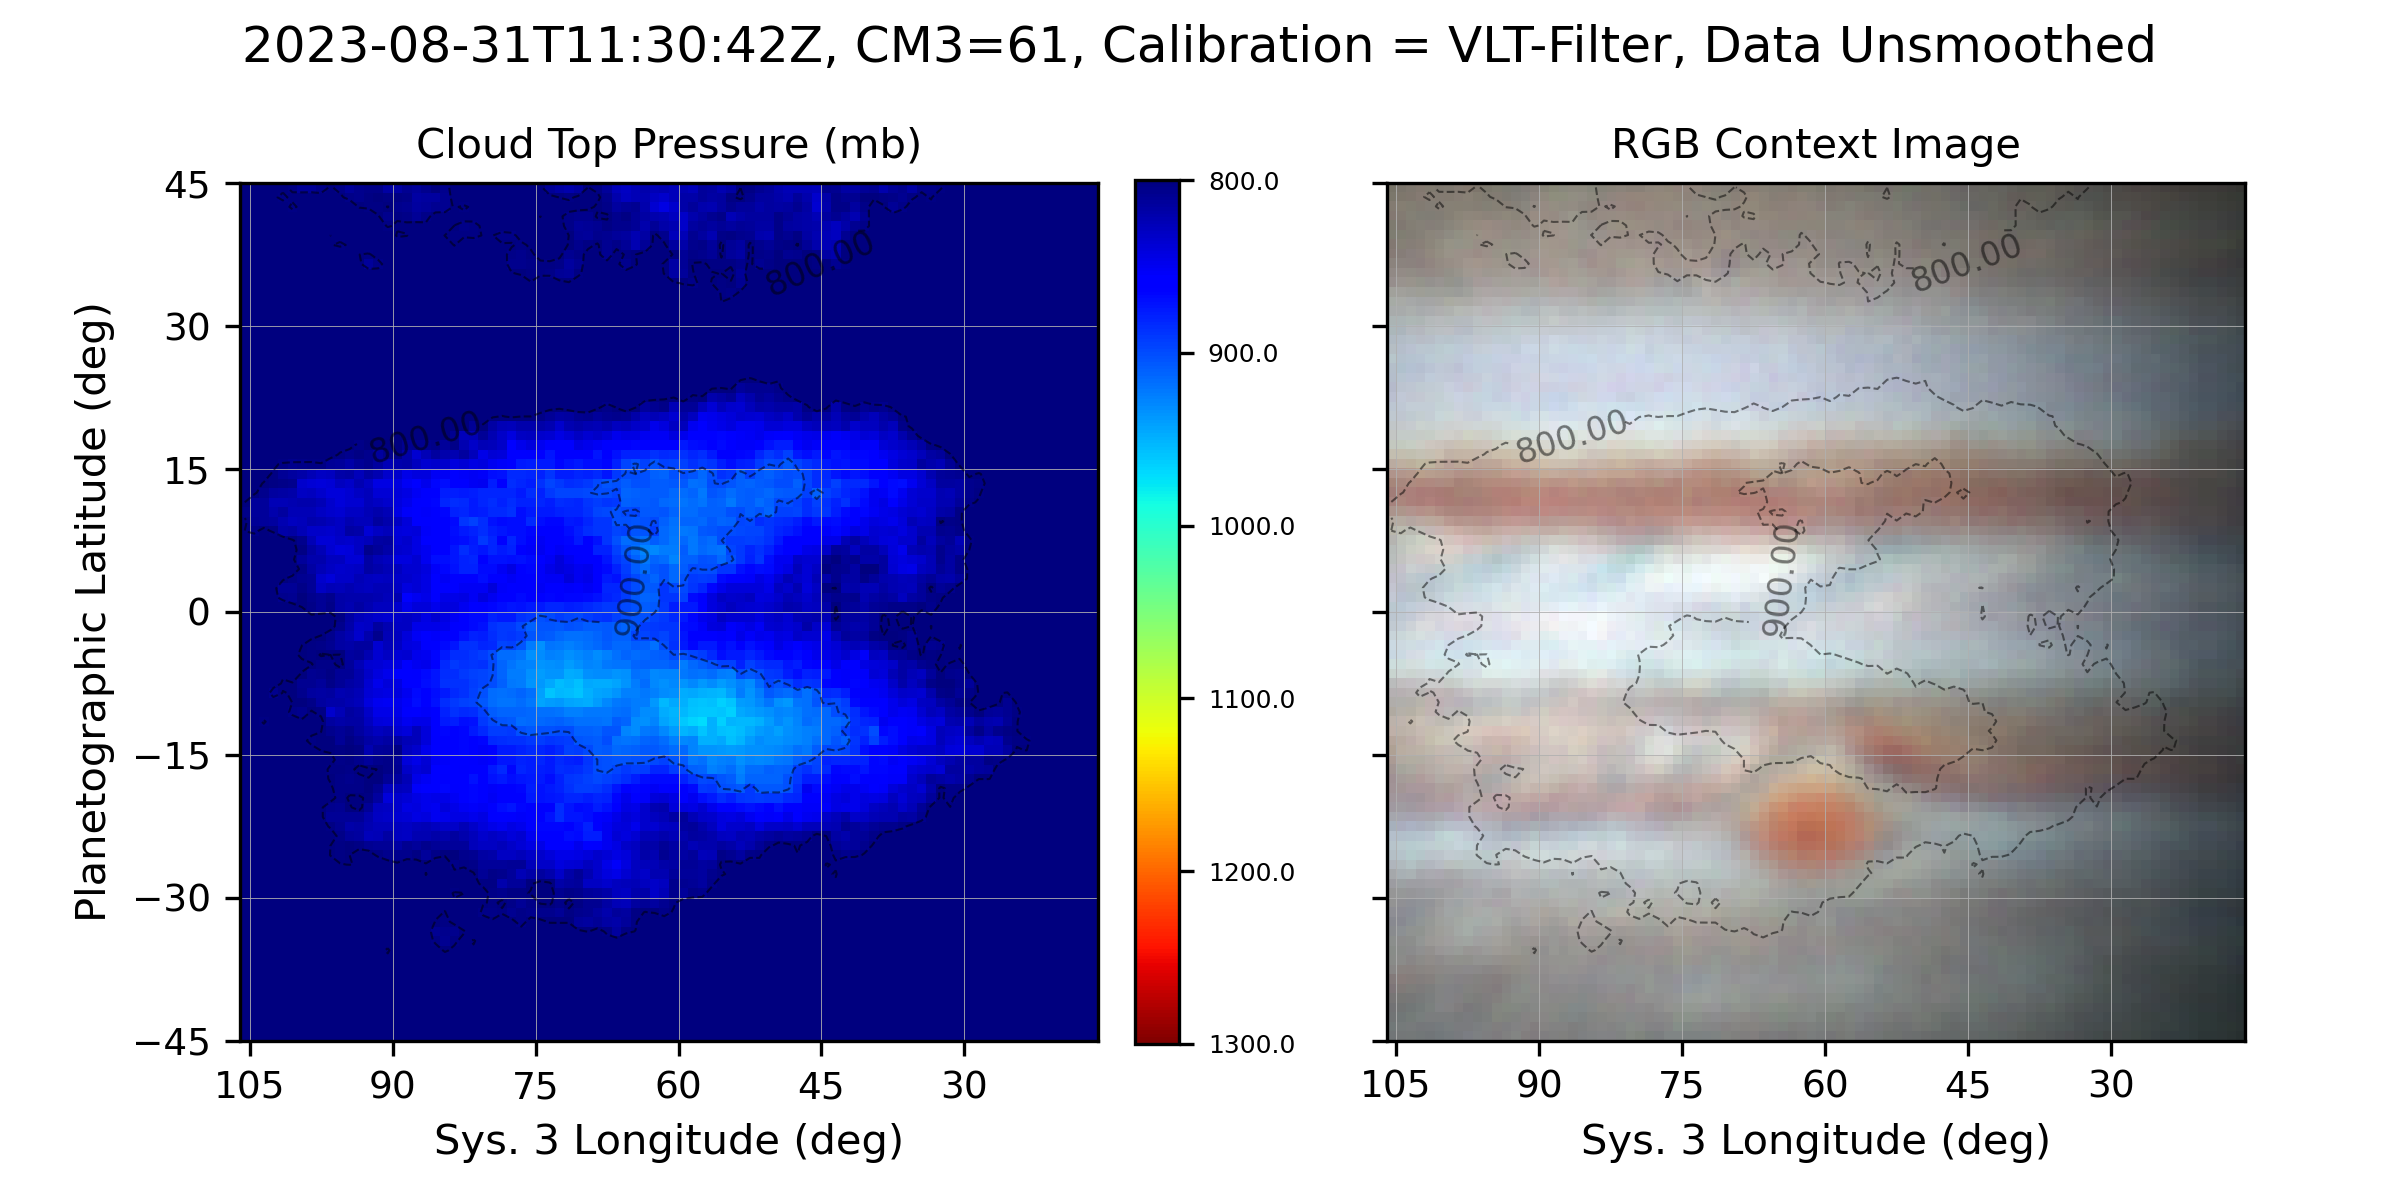 2023-08-31T11:30:42Z, CM3=61, Calibration = VLT-Filter, Data Unsmoothed
Cloud Top Pressure (mb)
RGB Context Image
45
30
15
0
−15
−30
−45
Planetographic Latitude (deg)
800.00
800.00
900.00
105 90 75 60 45 30
Sys. 3 Longitude (deg)
800.0
900.0
1000.0
1100.0
1200.0
1300.0
800.00
800.00
900.00
105 90 75 60 45 30
Sys. 3 Longitude (deg)